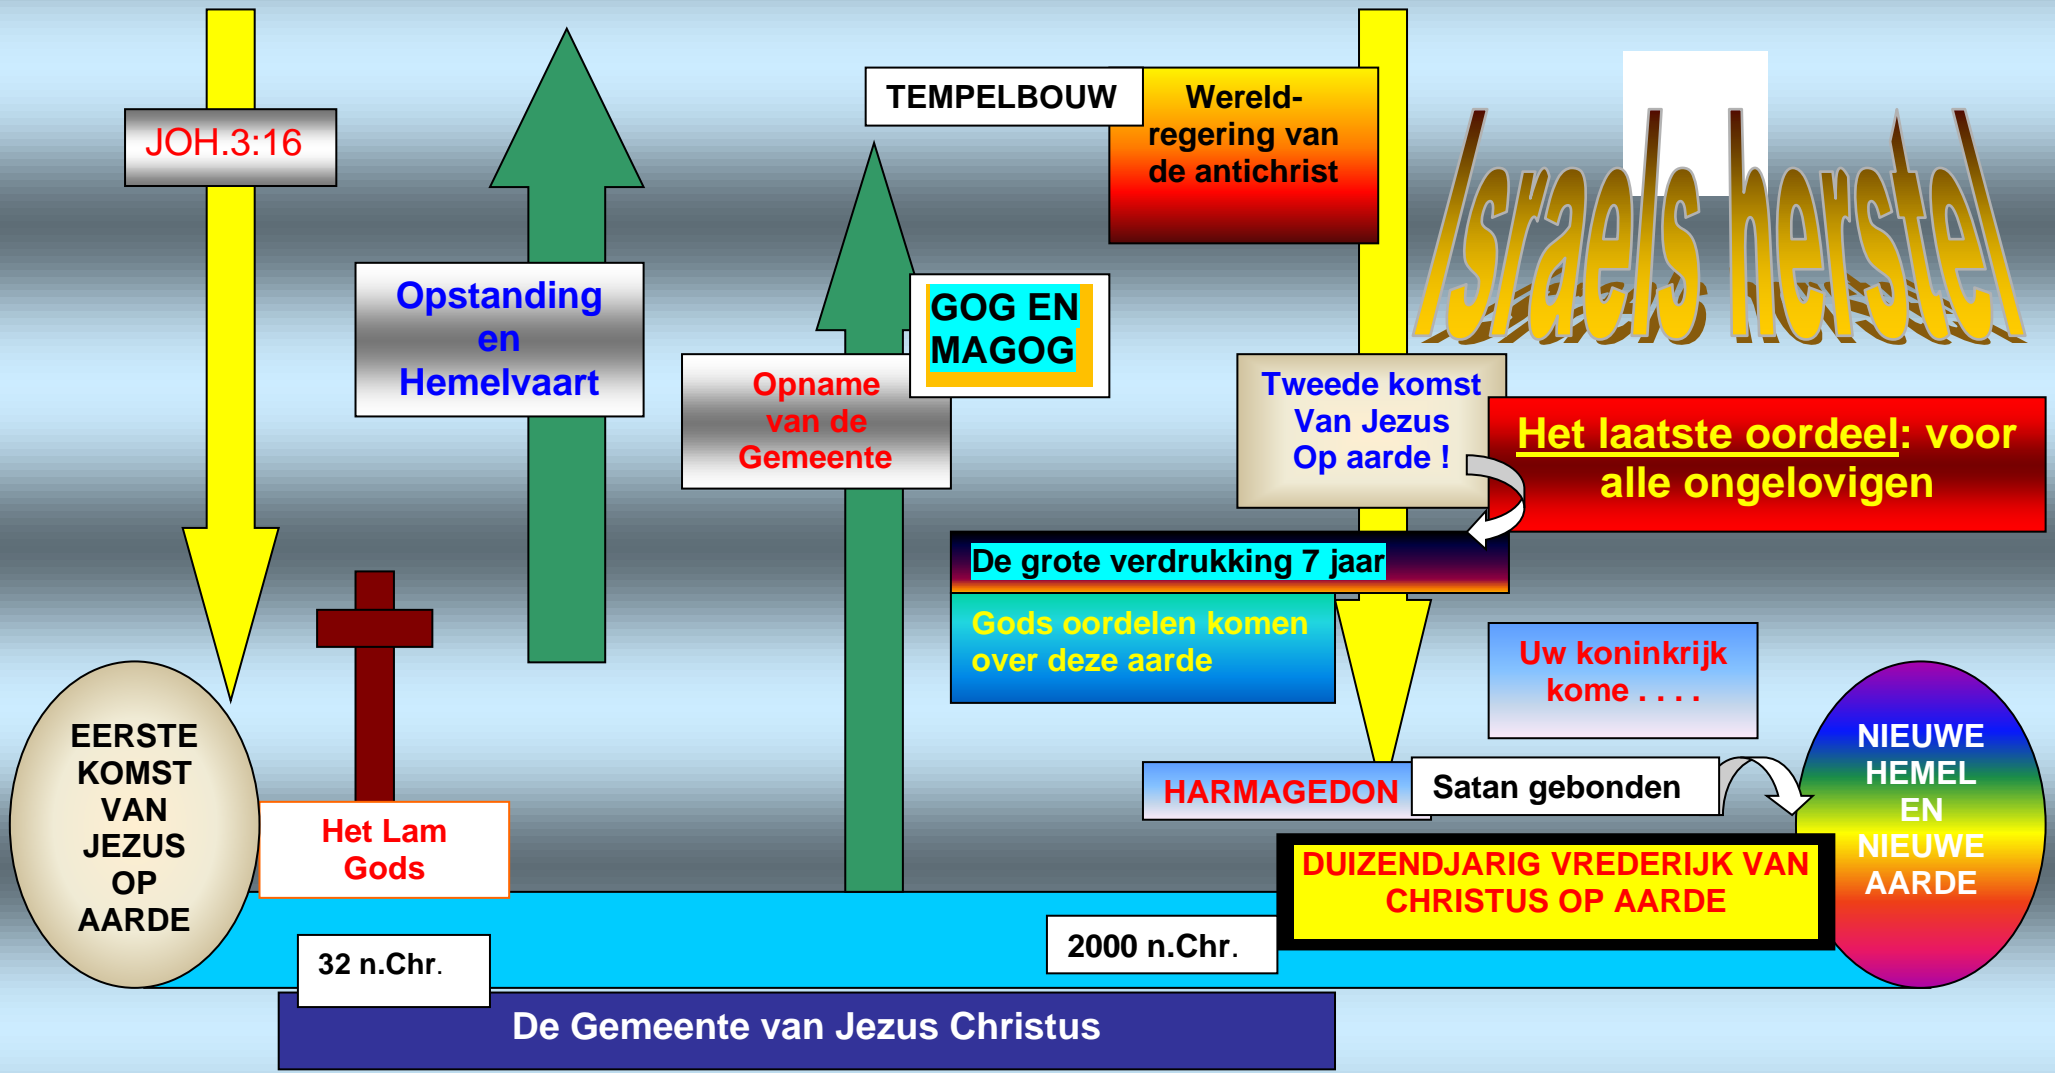 JOH.3:16
Opstanding
en
Hemelvaart
TEMPELBOUW
Wereld-
regering van
de antichrist
Israels herstel
GOG EN
MAGOG
Opname
van de
Gemeente
Tweede komst
Van Jezus
Op aarde !
Het laatste oordeel: voor
alle ongelovigen
De grote verdrukking 7 jaar
Gods oordelen komen
over deze aarde
Uw koninkrijk
kome . . . .
EERSTE
KOMST
VAN
JEZUS
OP
AARDE
Het Lam
Gods
HARMAGEDON
Satan gebonden
NIEUWE
HEMEL
EN
NIEUWE
AARDE
DUIZENDJARIG VREDERIJK VAN
CHRISTUS OP AARDE
32 n.Chr.
2000 n.Chr.
De Gemeente van Jezus Christus